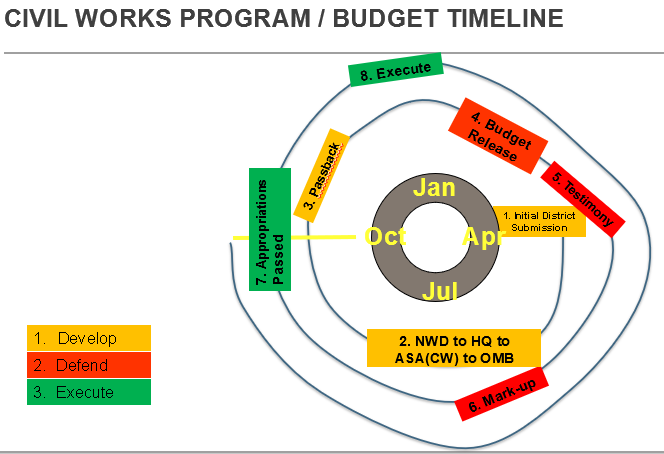 CIVIL WORKS PROGRAM / BUDGET TIMELINE
8. Execute
4. Budget
Release
3. Passback
5. Testimony
Jan
1. Initial District
Submission
7. Appropriations
Passed
Oct
Apr
Jul
1. Develop
2. Defend
3. Execute
2. NWD to HQ to
ASA(CW) to OMB
6. Mark-up